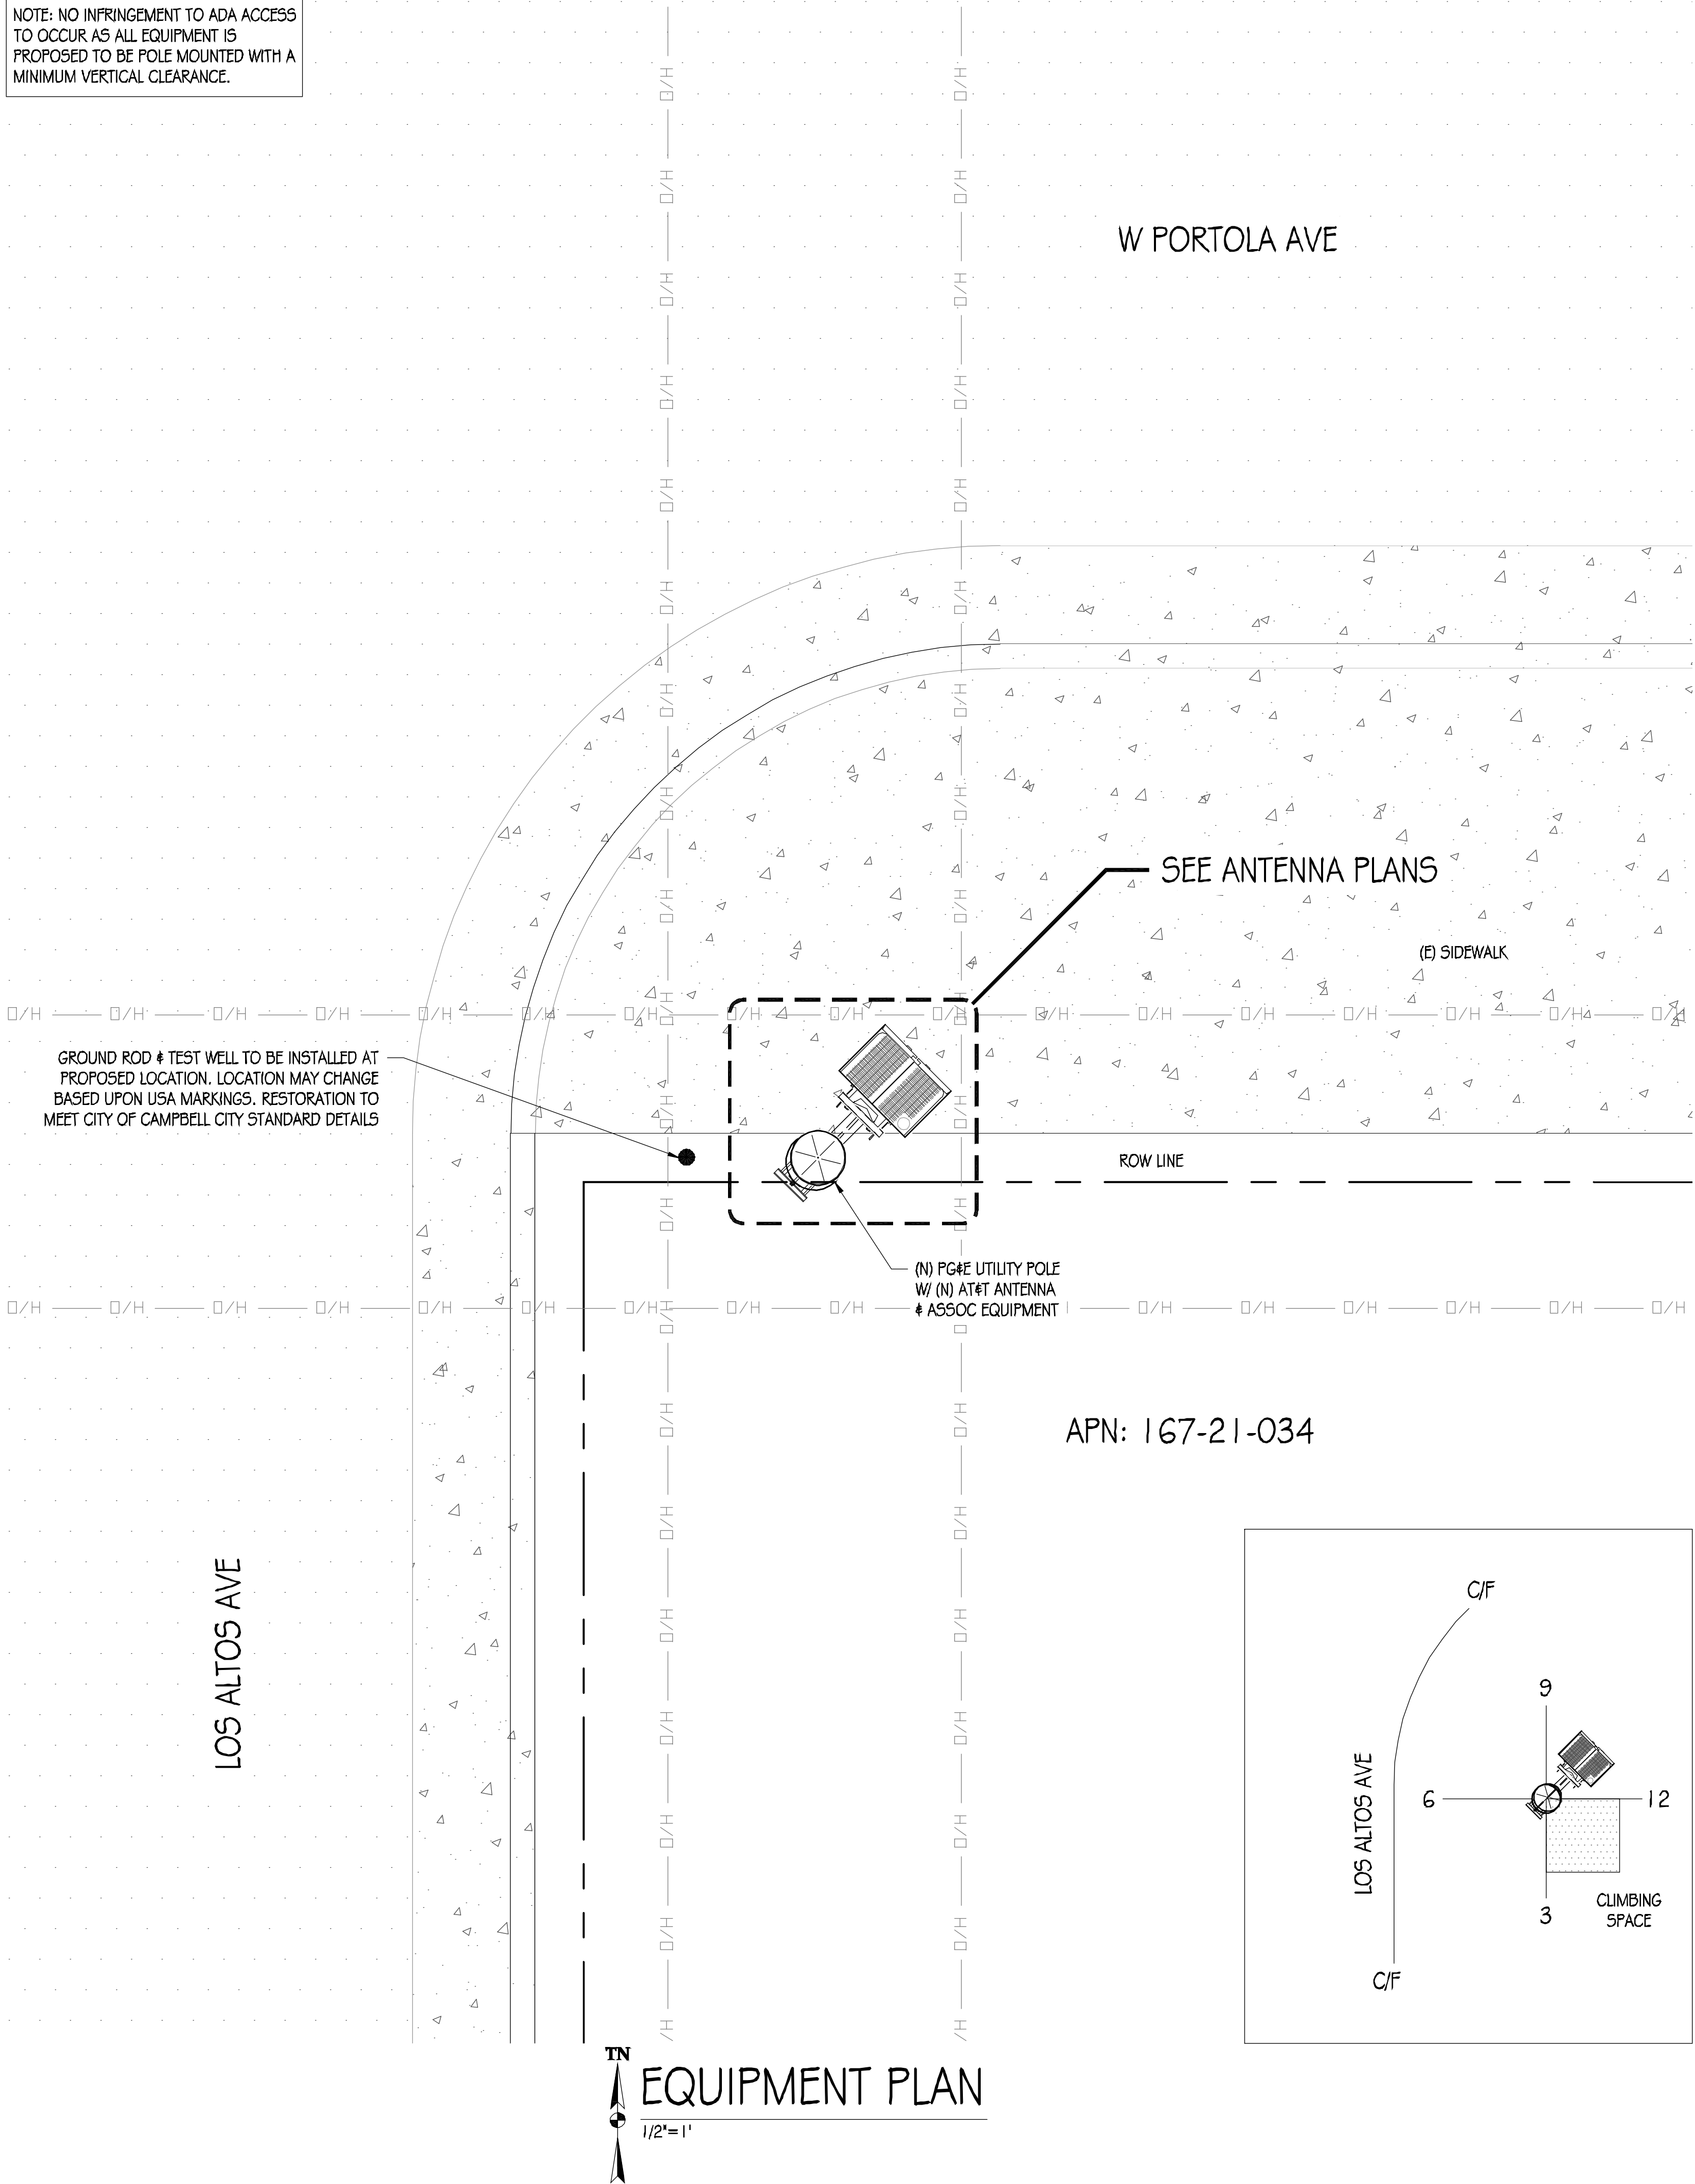 NOTE: NO INFRINGEMENT TO ADA ACCESS
TO OCCUR AS ALL EQUIPMENT IS
PROPOSED TO BE POLE MOUNTED WITH A
MINIMUM VERTICAL CLEARANCE.
W PORTOLA AVE
SEE ANTENNA PLANS
(E) SIDEWALK
O/H O/H O/H O/H O/H O/H O/H O/H O/H O/H O/H O/H O/H O/H O/H O/H O/H
GROUND ROD & TEST WELL TO BE INSTALLED AT
PROPOSED LOCATION. LOCATION MAY CHANGE
BASED UPON USA MARKINGS. RESTORATION TO
MEET CITY OF CAMPBELL CITY STANDARD DETAILS
ROW LINE
(N) PG&E UTILITY POLE
W/ (N) AT&T ANTENNA
& ASSOC EQUIPMENT
O/H O/H O/H O/H O/H O/H O/H O/H O/H O/H O/H O/H O/H O/H O/H
APN: 167-21-034
LOS ALTOS AVE
C/F
9
6
12
LOS ALTOS AVE
CLIMBING
SPACE
3
C/F
TN
EQUIPMENT PLAN
1/2"=1'